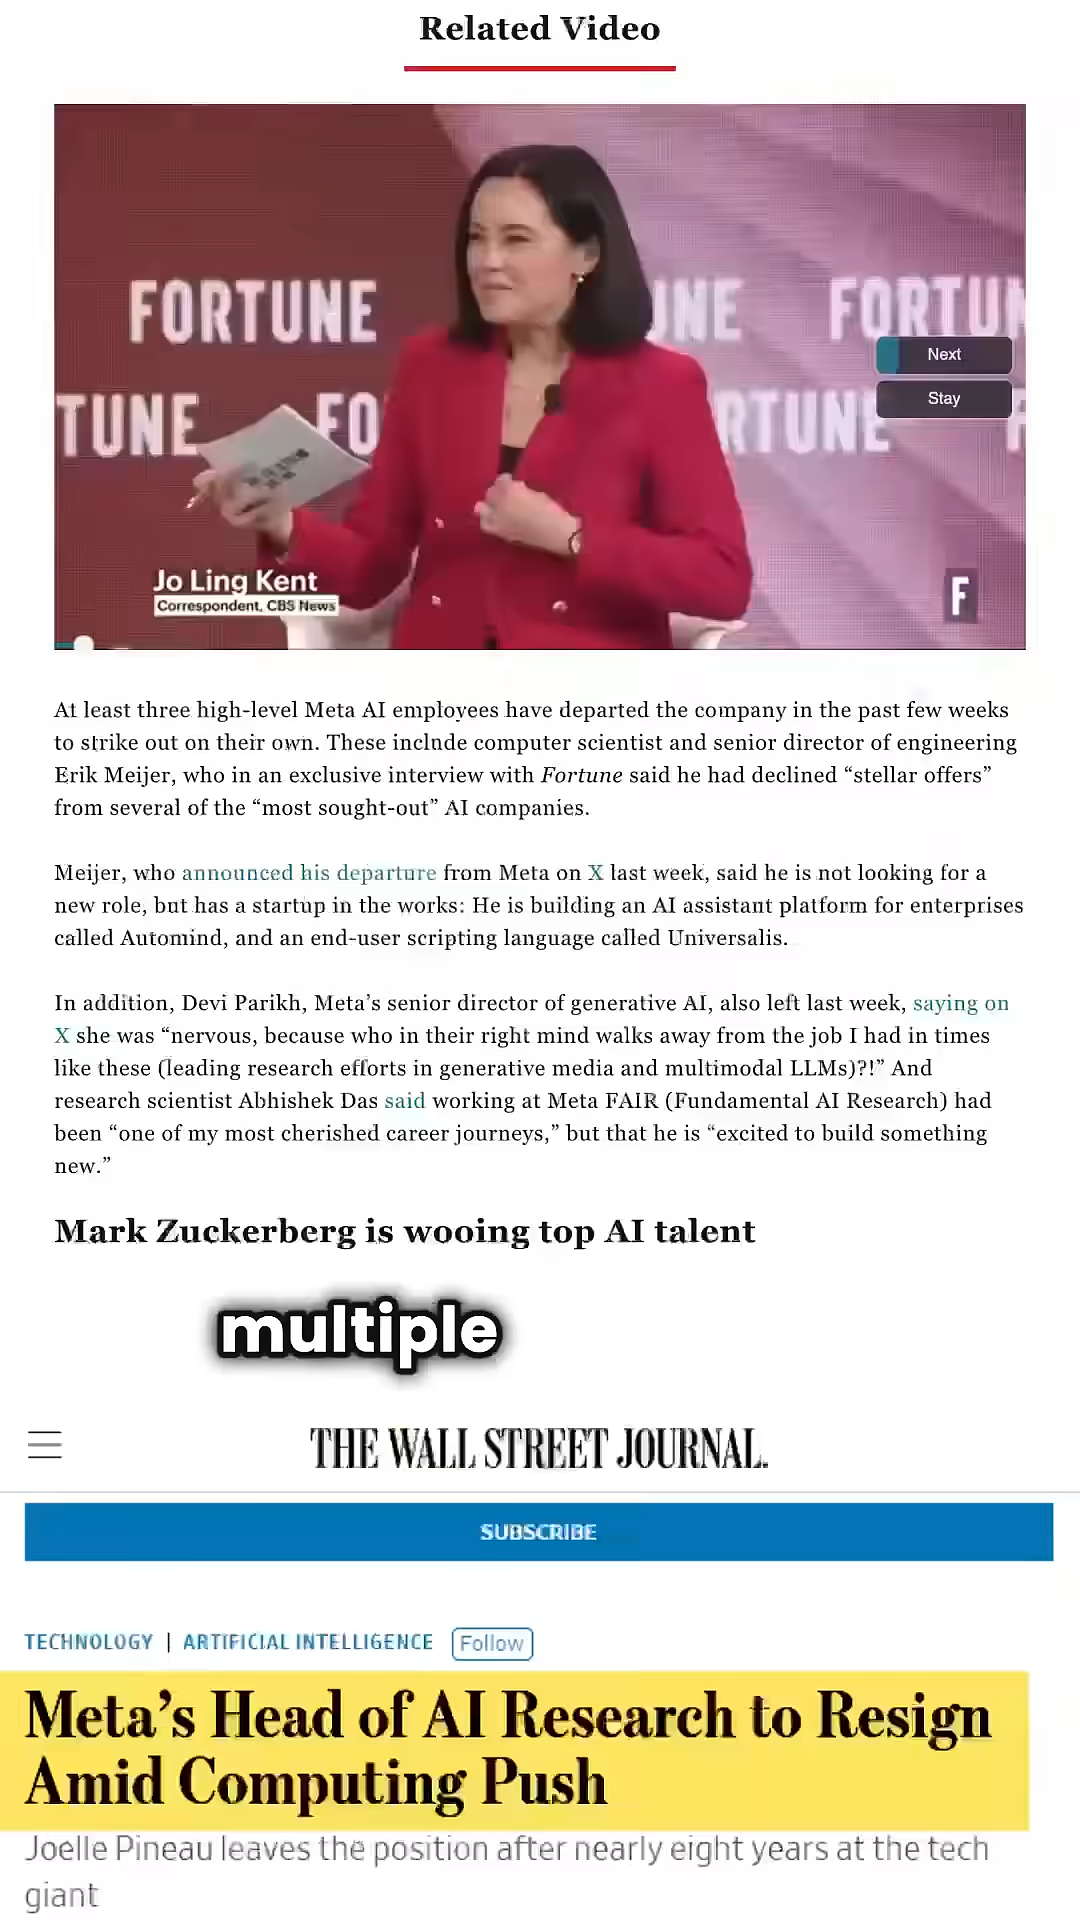 Related Video
FORTUNE
UNE
FORTUN
Next
Stay
TUNE
FO
RTUNE
F
Jo Ling Kent
Correspondent, CBS News
F
At least three high-level Meta AI employees have departed the company in the past few weeks
to strike out on their own. These include computer scientist and senior director of engineering
Erik Meijer, who in an exclusive interview with Fortune said he had declined “stellar offers”
from several of the “most sought-out” AI companies.
Meijer, who announced his departure from Meta on X last week, said he is not looking for a
new role, but has a startup in the works: He is building an AI assistant platform for enterprises
called Automind, and an end-user scripting language called Universalis.
In addition, Devi Parikh, Meta’s senior director of generative AI, also left last week, saying on
X she was “nervous, because who in their right mind walks away from the job I had in times
like these (leading research efforts in generative media and multimodal LLMs)?!” And
research scientist Abhishek Das said working at Meta FAIR (Fundamental AI Research) had
been “one of my most cherished career journeys,” but that he is “excited to build something
new.”
Mark Zuckerberg is wooing top AI talent
multiple
THE WALL STREET JOURNAL.
SUBSCRIBE
TECHNOLOGY | ARTIFICIAL INTELLIGENCE Follow
Meta’s Head of AI Research to Resign
Amid Computing Push
Joelle Pineau leaves the position after nearly eight years at the tech
giant